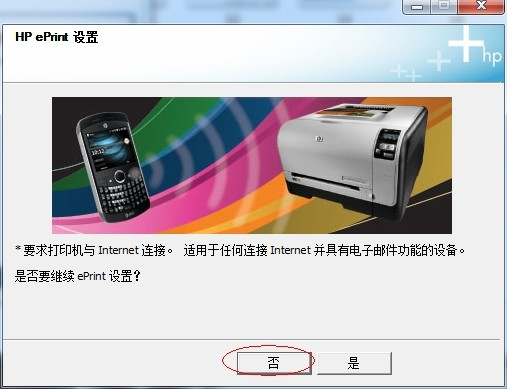 HP ePrint 设置
hp
*要求打印机与 Internet 连接。 适用于任何连接 Internet 并具有电子邮件功能的设备。
是否要继续 ePrint 设置?
否
是